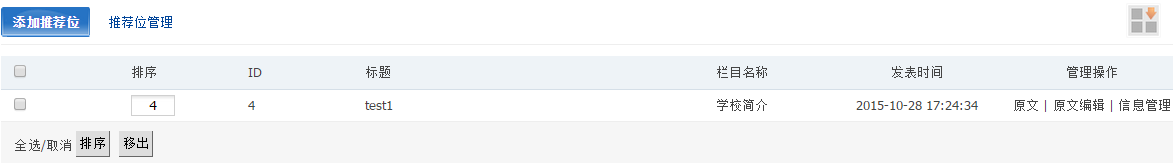 添加推荐位 推荐位管理
排序 ID 标题 栏目名称 发表时间 管理操作
4 4 test1 学校简介 2015-10-28 17:24:34 原文 | 原文编辑 | 信息管理
全选/取消 排序 移出